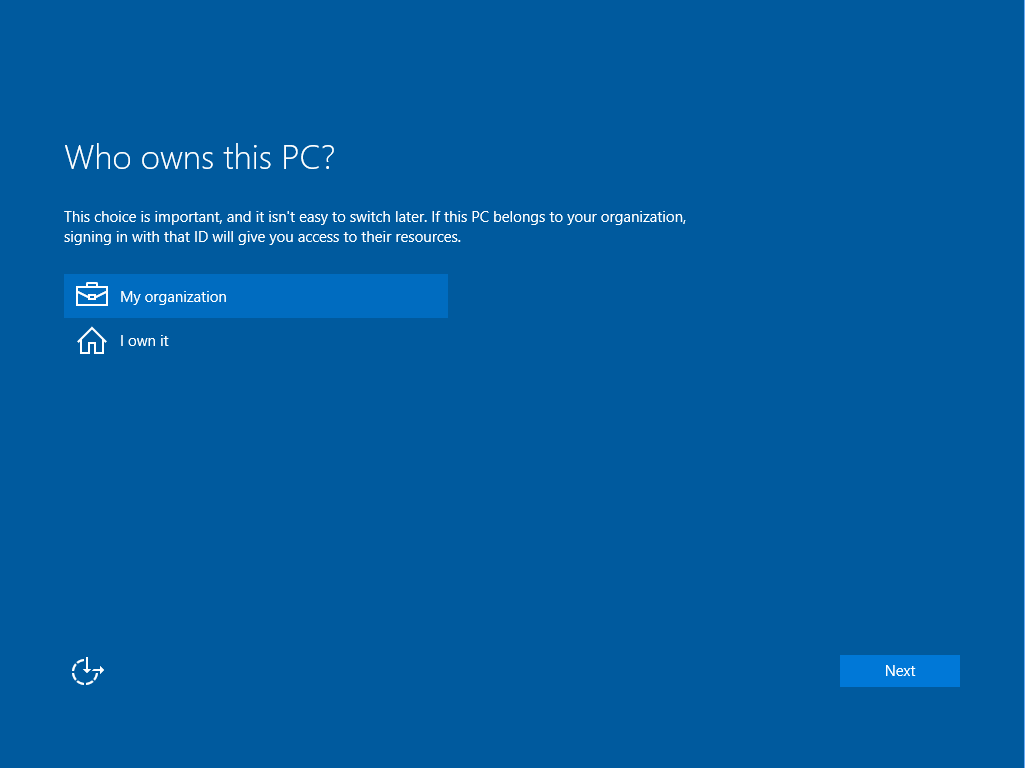 Who owns this PC?
This choice is important, and it isn't easy to switch later. If this PC belongs to your organization,
signing in with that ID will give you access to their resources.
My organization
I own it
Next